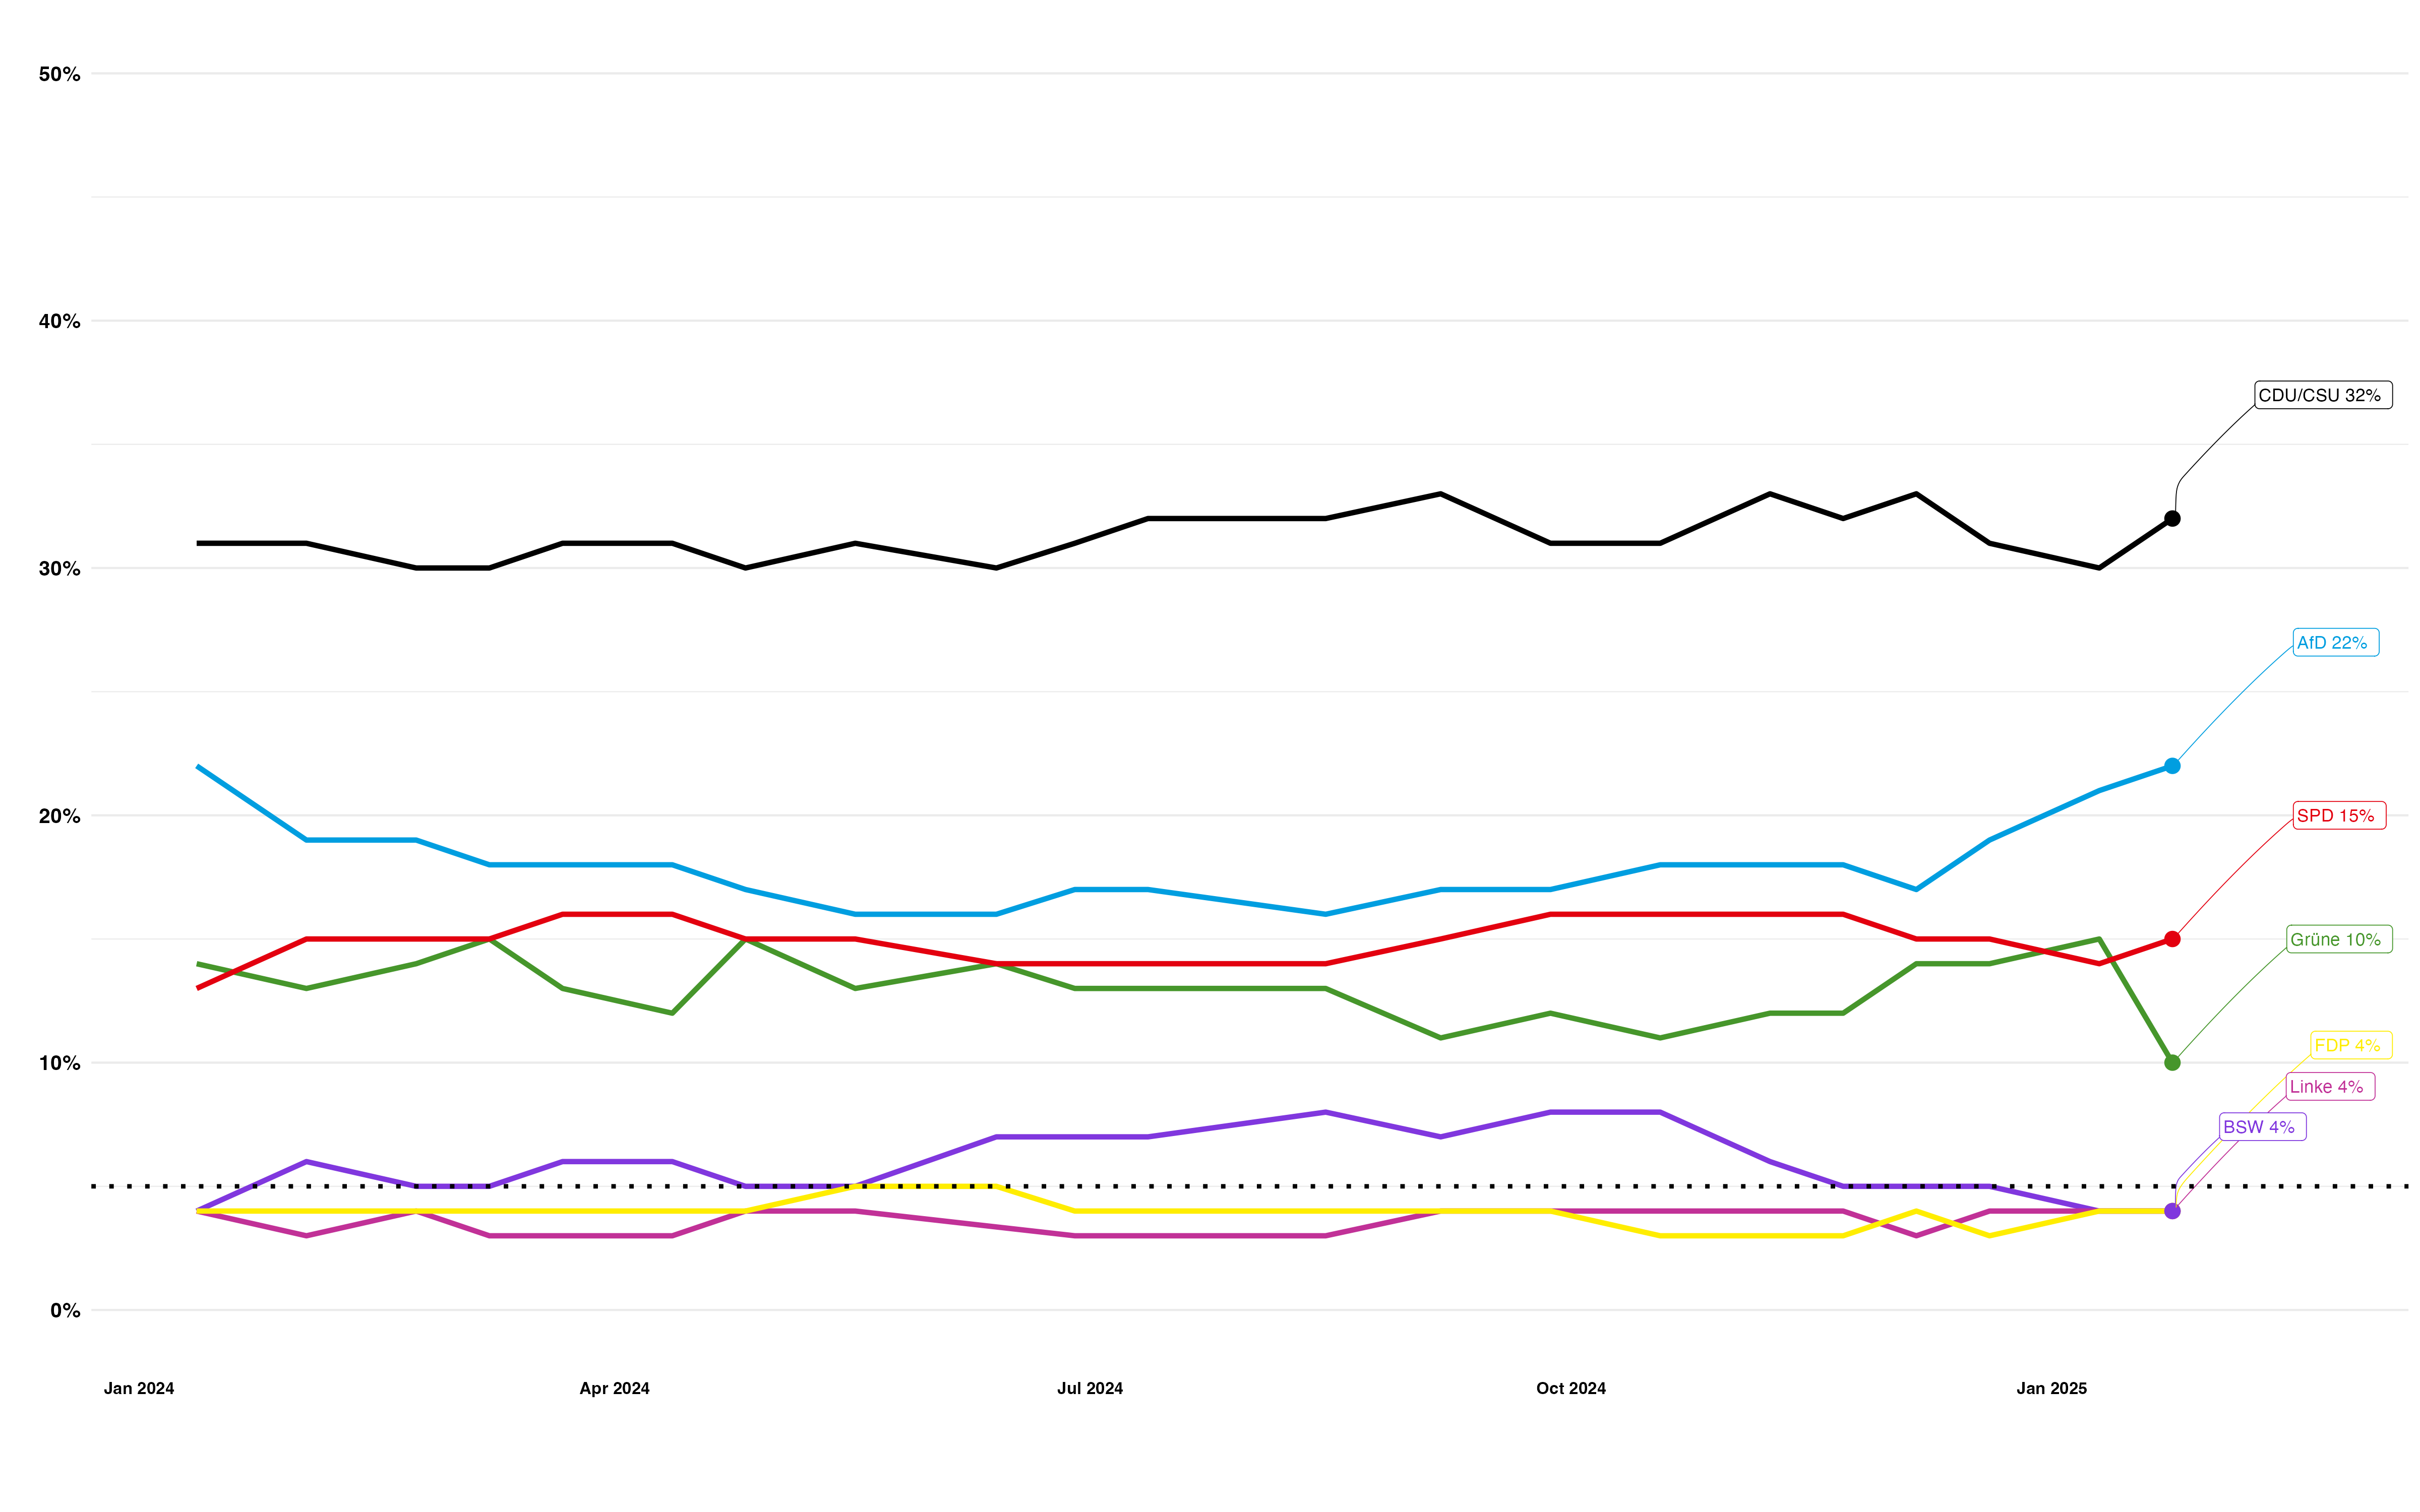 50%
40%
30%
20%
10%
0%
CDU/CSU 32%
AfD 22%
SPD 15%
Grüne 10%
FDP 4%
Linke 4%
BSW 4%
Jan 2024
Apr 2024
Jul 2024
Oct 2024
Jan 2025